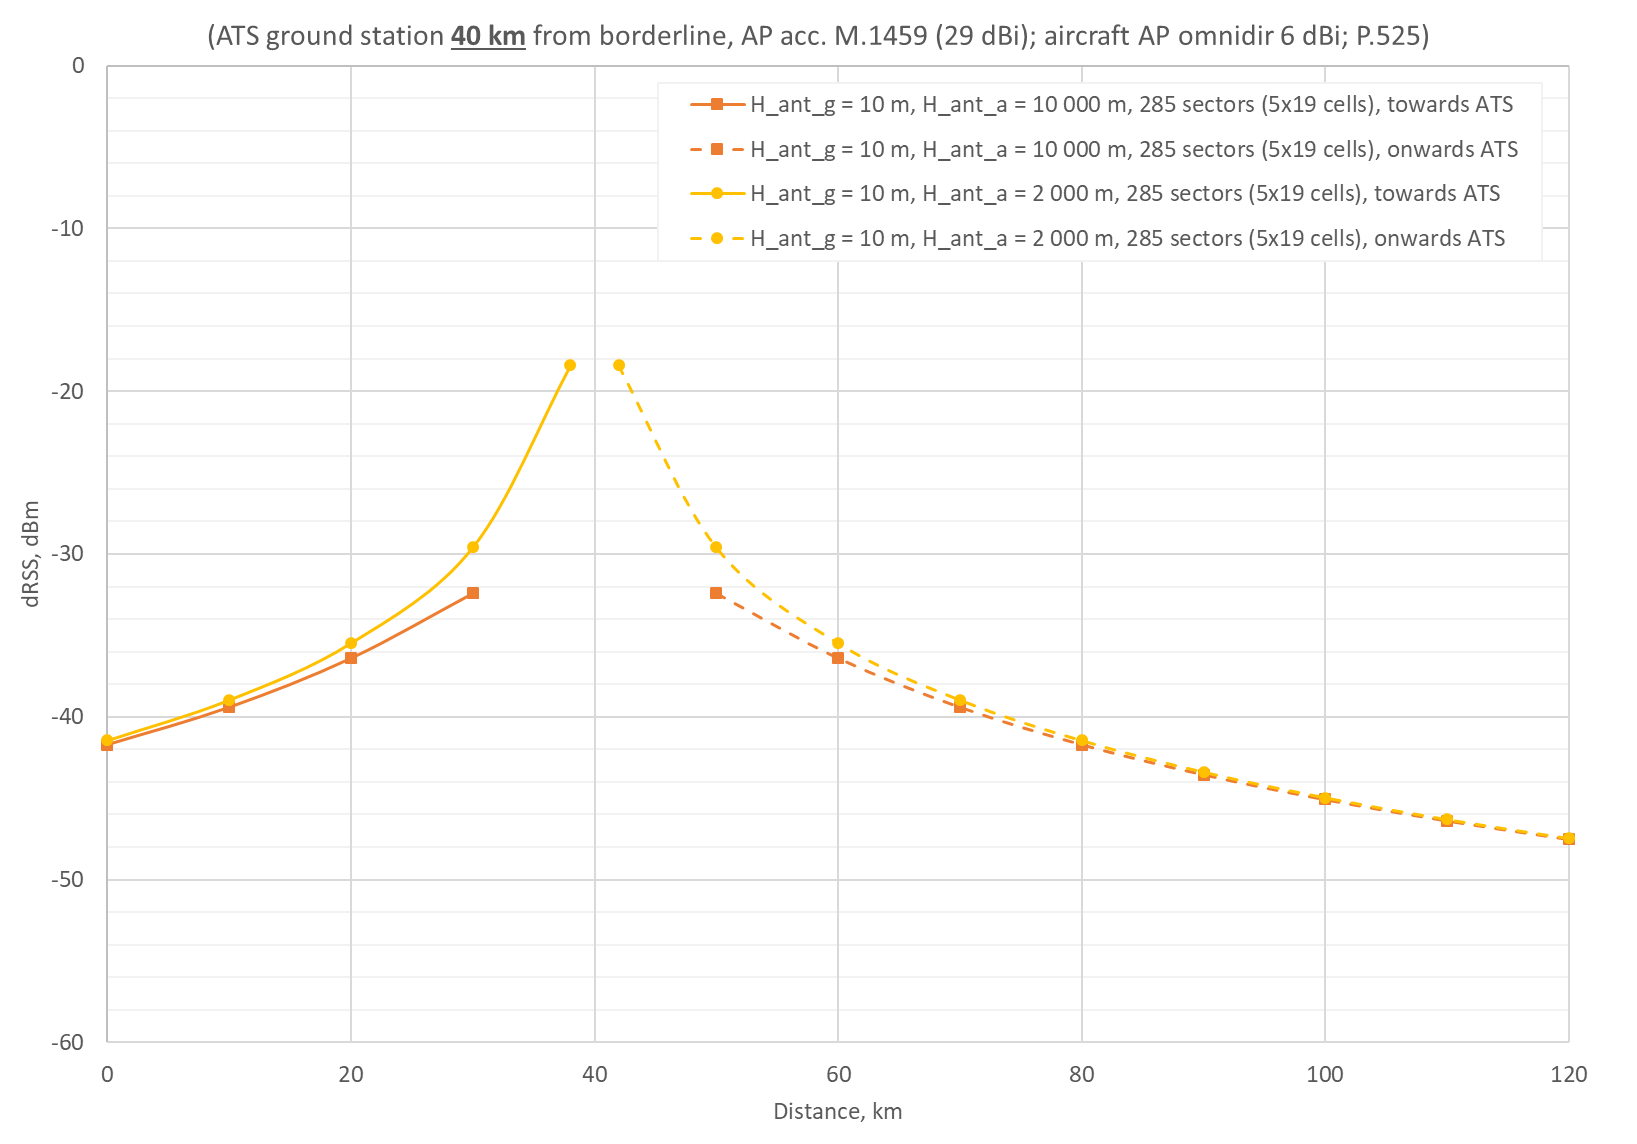 (ATS ground station 40 km from borderline, AP acc. M.1459 (29 dBi); aircraft AP omnidir 6 dBi; P.525)
H_ant_g = 10 m, H_ant_a = 10 000 m, 285 sectors (5x19 cells), towards ATS
H_ant_g = 10 m, H_ant_a = 10 000 m, 285 sectors (5x19 cells), onwards ATS
H_ant_g = 10 m, H_ant_a = 2 000 m, 285 sectors (5x19 cells), towards ATS
H_ant_g = 10 m, H_ant_a = 2 000 m, 285 sectors (5x19 cells), onwards ATS
dRSS, dBm
0
-10
-20
-30
-40
-50
-60
0 20 40 60 80 100 120
Distance, km